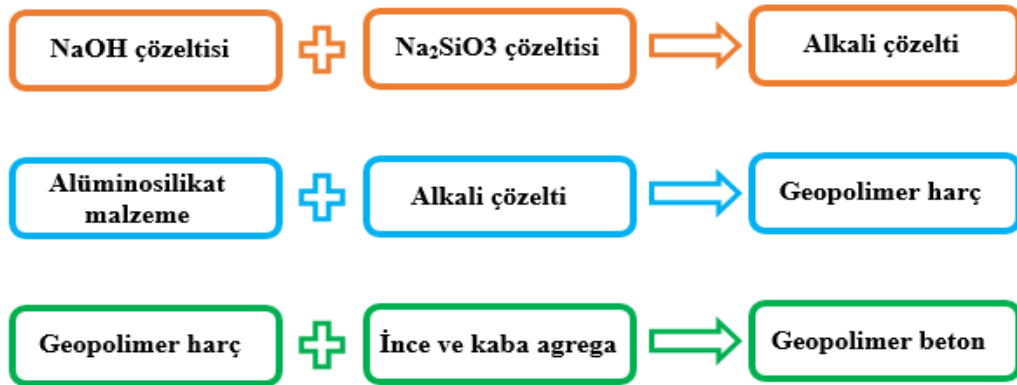 NaOH çözeltisi
Na₂SiO3 çözeltisi
Alkali çözelti
Alüminosilikat
malzeme
Alkali çözelti
Geopolimer harç
Geopolimer harç
İnce ve kaba agrega
Geopolimer beton